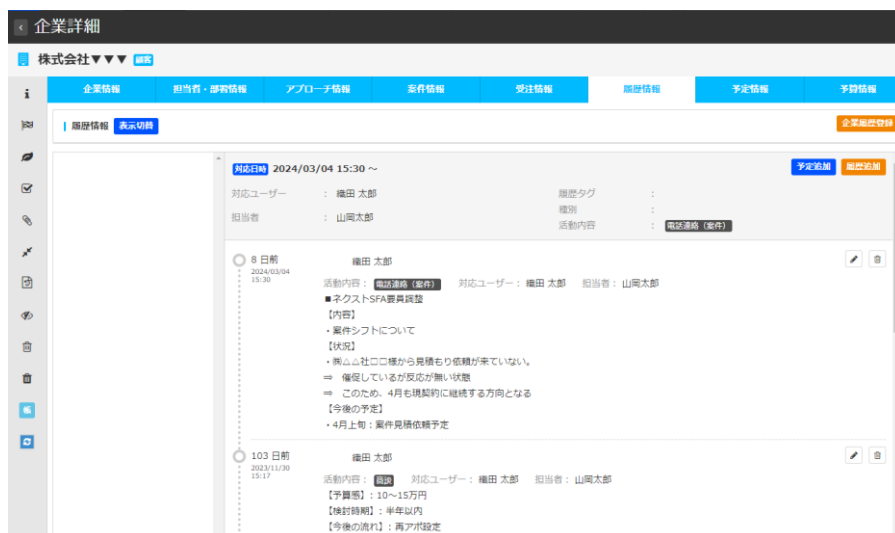 企業詳細
株式会社▼▼▼ 顧客
企業情報 担当者・部署情報 アプローチ情報 案件情報 受注情報 履歴情報 予定情報 予算情報
履歴情報 表示切替 企業履歴登録
対応日時 2024/03/04 15:30 ～ 予定追加 履歴追加
対応ユーザー : 織田 太郎 履歴タグ :
種別 :
担当者 : 山岡太郎
活動内容 : 電話連絡（案件）
8 日前 織田 太郎
2024/03/04
15:30
活動内容： 電話連絡（案件） 対応ユーザー： 織田 太郎 担当者： 山岡太郎
■ネクストSFA要員調整
【内容】
・案件シフトについて
【状況】
・㈱△△社□□様から見積もり依頼が来ていない。
⇒ 催促しているが反応が無い状態
⇒ このため、4月も現契約に継続する方向となる
【今後の予定】
・4月上旬：案件見積依頼予定
103 日前 織田 太郎
2023/11/30
15:17
活動内容： 商談 対応ユーザー： 織田 太郎 担当者： 山岡太郎
【予算感】：10～15万円
【検討時期】：半年以内
【今後の流れ】：再アポ設定